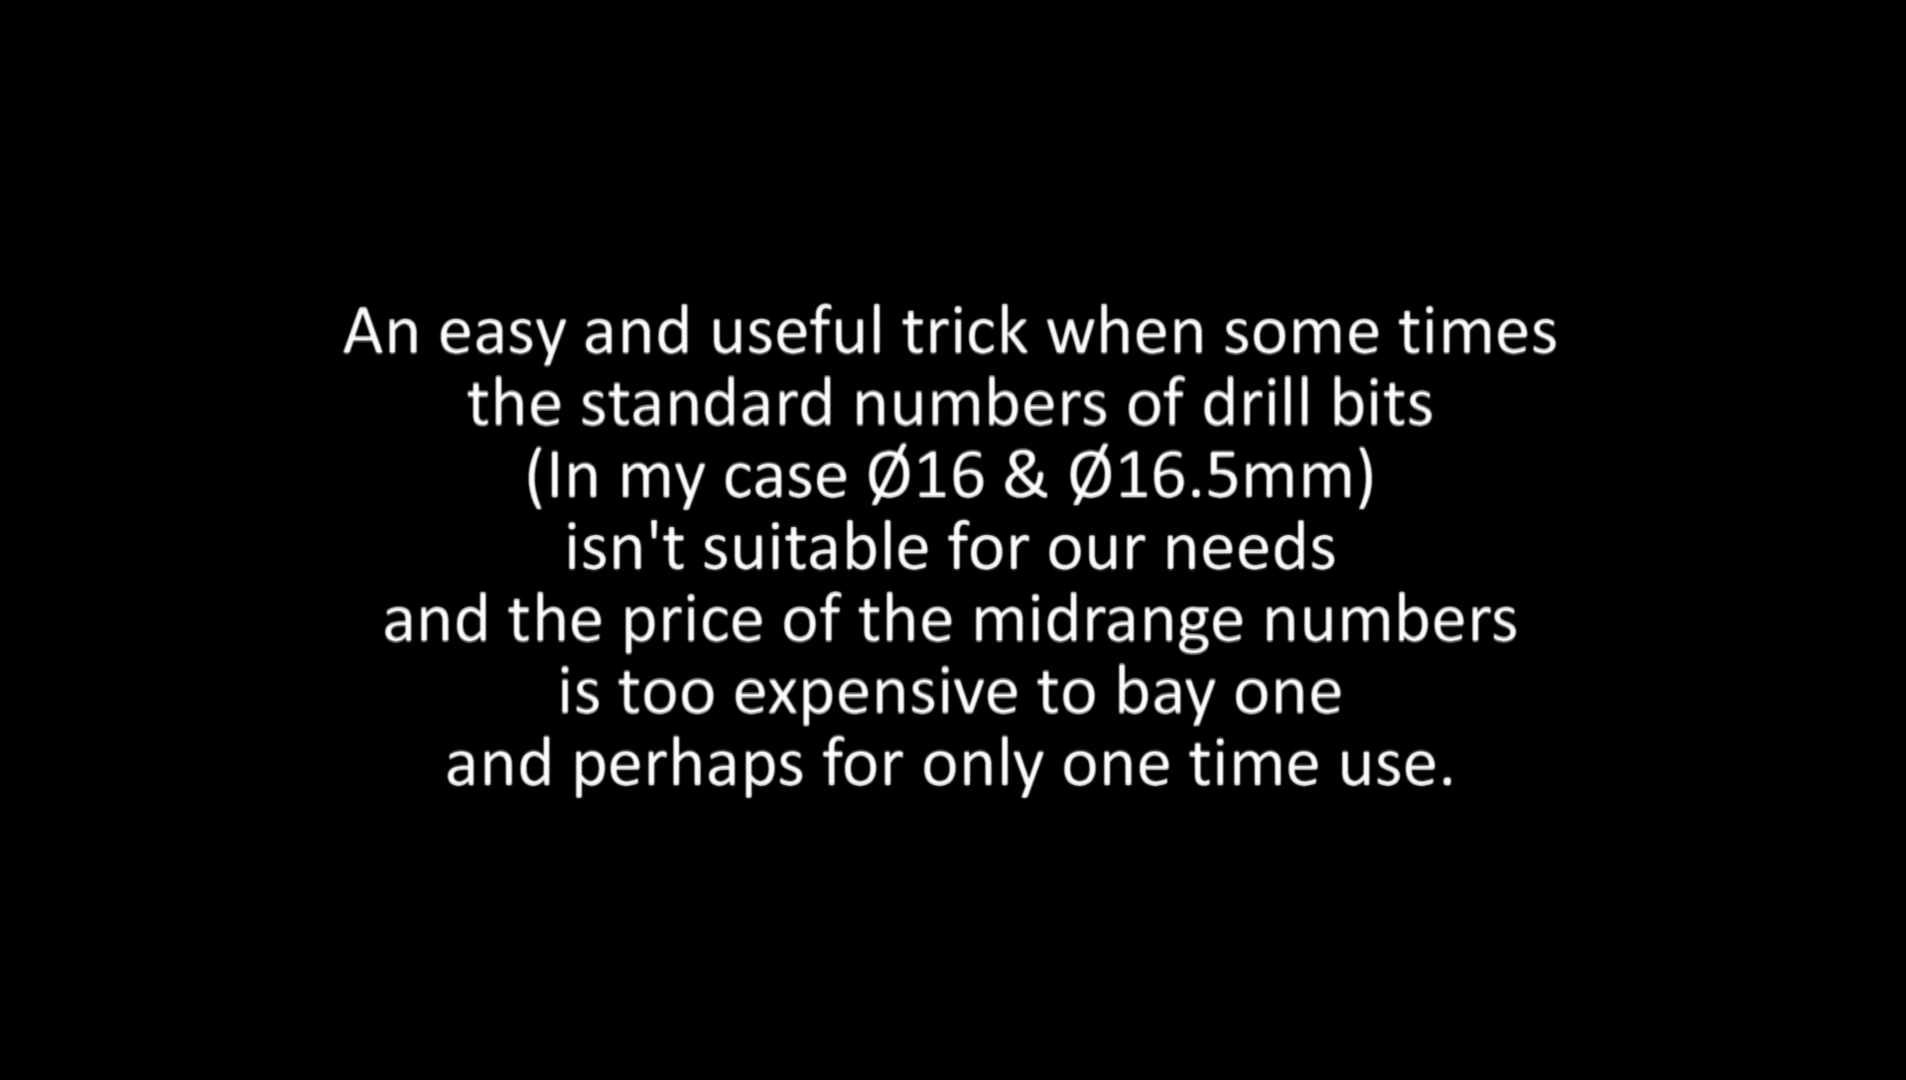 An easy and useful trick when some times
the standard numbers of drill bits
(In my case Ø16 & Ø16.5mm)
isn't suitable for our needs
and the price of the midrange numbers
is too expensive to bay one
and perhaps for only one time use.